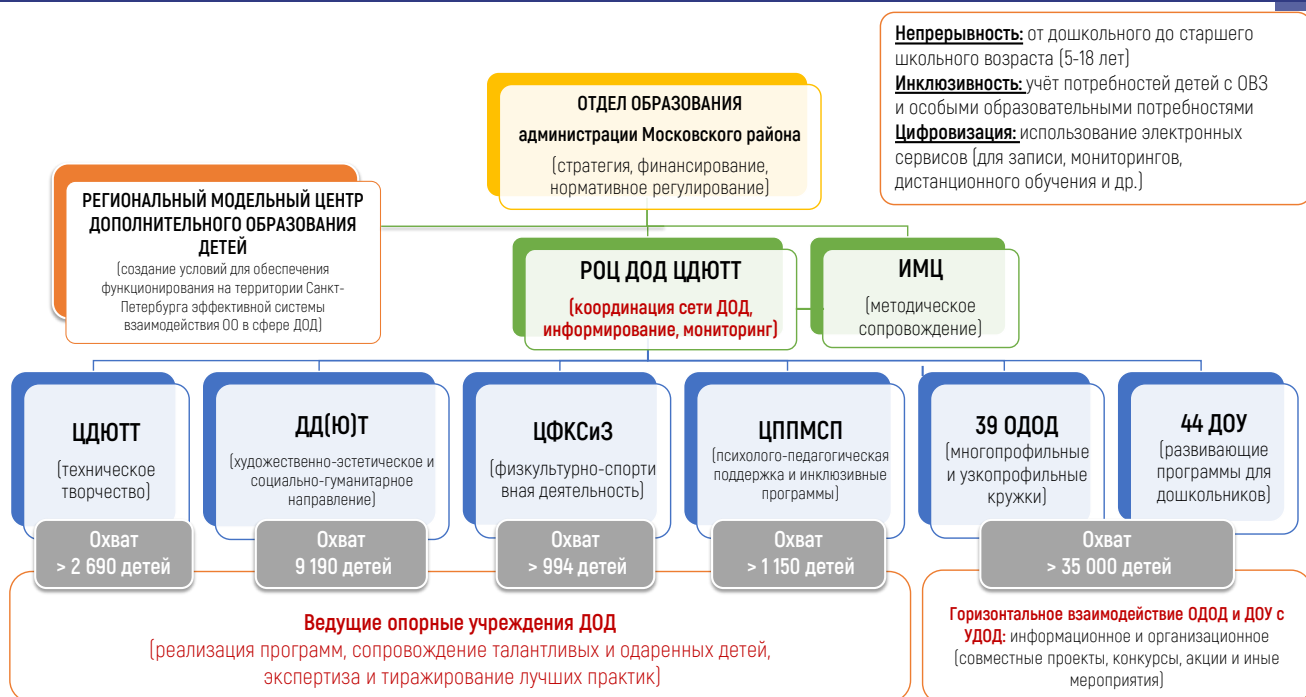 Непрерывность: от дошкольного до старшего
школьного возраста (5-18 лет)
Инклюзивность: учёт потребностей детей с ОВЗ
и особыми образовательными потребностями
Цифровизация: использование электронных
сервисов (для записи, мониторингов,
дистанционного обучения и др.)
ОТДЕЛ ОБРАЗОВАНИЯ
администрации Московского района
(стратегия, финансирование,
нормативное регулирование)
РЕГИОНАЛЬНЫЙ МОДЕЛЬНЫЙ ЦЕНТР
ДОПОЛНИТЕЛЬНОГО ОБРАЗОВАНИЯ
ДЕТЕЙ
(создание условий для обеспечения
функционирования на территории Санкт-
Петербурга эффективной системы
взаимодействия ОО в сфере ДОД)
РОЦ ДОД ЦДЮТТ
(координация сети ДОД,
информирование, мониторинг)
ИМЦ
(методическое
сопровождение)
ЦДЮТТ
(техническое
творчество)
Охват
> 2 690 детей
ДД(Ю)Т
(художественно-эстетическое и
социально-гуманитарное
направление)
Охват
9 190 детей
ЦФКСиЗ
(физкультурно-спорти
вная деятельность)
Охват
> 994 детей
ЦППМСП
(психолого-педагогическая
поддержка и инклюзивные
программы)
Охват
> 1 150 детей
39 ОДОД
(многопрофильные
и узкопрофильные
кружки)
44 ДОУ
(развивающие
программы для
дошкольников)
Охват
> 35 000 детей
Ведущие опорные учреждения ДОД
(реализация программ, сопровождение талантливых и одаренных детей,
экспертиза и тиражирование лучших практик)
Горизонтальное взаимодействие ОДОД и ДОУ с
УДОД: информационное и организационное
(совместные проекты, конкурсы, акции и иные
мероприятия)